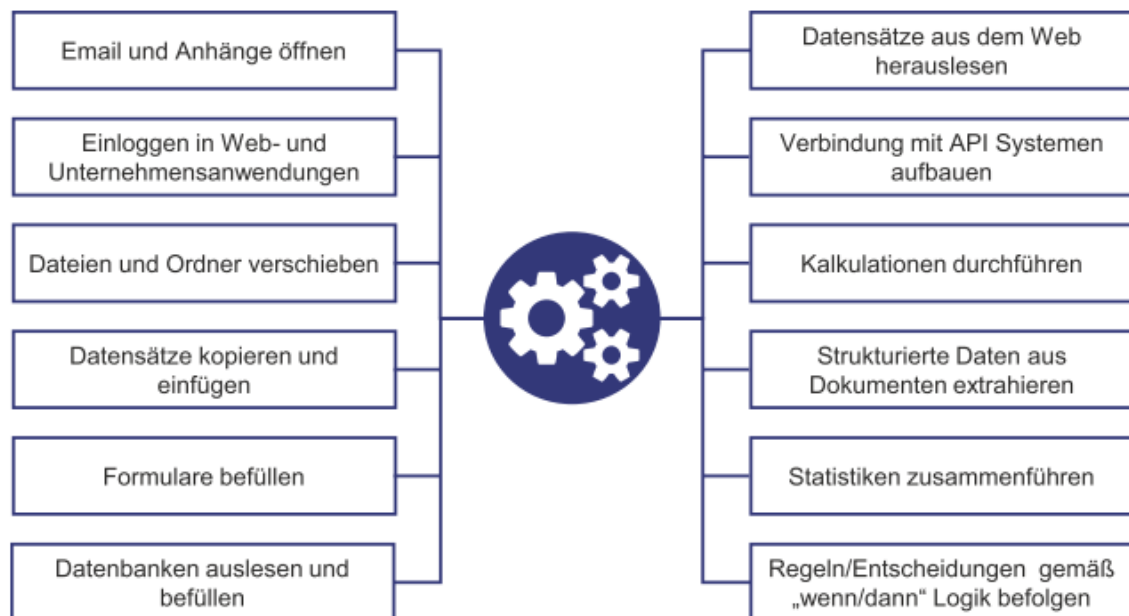 Email und Anhänge öffnen
Einloggen in Web- und
Unternehmensanwendungen
Dateien und Ordner verschieben
Datensätze kopieren und
einfügen
Formulare befüllen
Datenbanken auslesen und
befüllen
Datensätze aus dem Web
herauslesen
Verbindung mit API Systemen
aufbauen
Kalkulationen durchführen
Strukturierte Daten aus
Dokumenten extrahieren
Statistiken zusammenführen
Regeln/Entscheidungen gemäß
„wenn/dann“ Logik befolgen